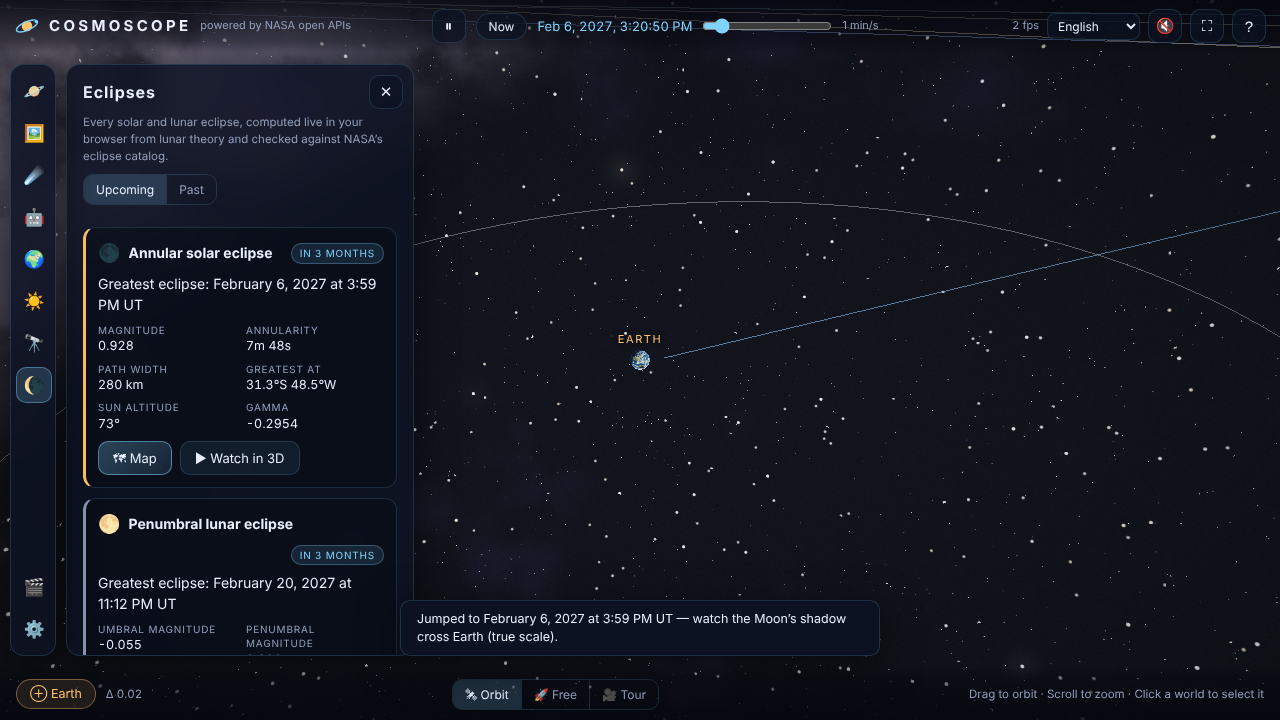 COSMOSCOPE powered by NASA open APIs
Now Feb 6, 2027, 3:20:50 PM 1 min/s
2 fps English ?
Eclipses
Every solar and lunar eclipse, computed live in your
browser from lunar theory and checked against NASA's
eclipse catalog.
Upcoming Past
Annular solar eclipse IN 3 MONTHS
Greatest eclipse: February 6, 2027 at 3:59
PM UT
MAGNITUDE ANNULARITY
0.928 7m 48s
PATH WIDTH GREATEST AT
280 km 31.3°S 48.5°W
SUN ALTITUDE GAMMA
73° -0.2954
Map Watch in 3D
Penumbral lunar eclipse
IN 3 MONTHS
Greatest eclipse: February 20, 2027 at
11:12 PM UT
UMBRAL MAGNITUDE PENUMBRAL
MAGNITUDE
-0.055
EARTH
Jumped to February 6, 2027 at 3:59 PM UT — watch the Moon's shadow
cross Earth (true scale).
Earth Δ 0.02
Orbit Free Tour
Drag to orbit · Scroll to zoom · Click a world to select it